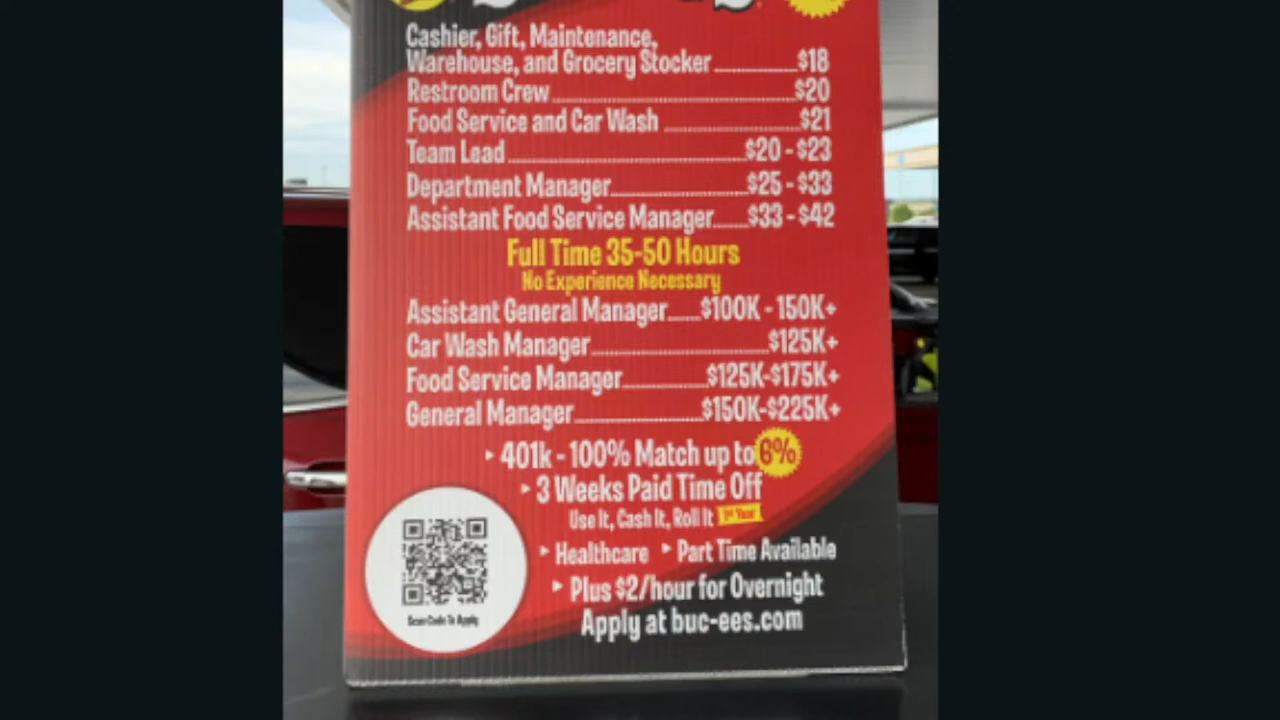 Cashier, Gift, Maintenance,
Warehouse, and Grocery Stocker $18
Restroom Crew $20
Food Service and Car Wash $21
Team Lead $20 - $23
Department Manager $25 - $33
Assistant Food Service Manager $33 - $42
Full Time 35-50 Hours
No Experience Necessary
Assistant General Manager $100K - 150K+
Car Wash Manager $125K+
Food Service Manager $125K-$175K+
General Manager $150K-$225K+
‣ 401k - 100% Match up to 6%
‣ 3 Weeks Paid Time Off
Use It, Cash It, Roll It 1st Year
‣ Healthcare ‣ Part Time Available
‣ Plus $2/hour for Overnight
Apply at buc-ees.com
Scan Code To Apply